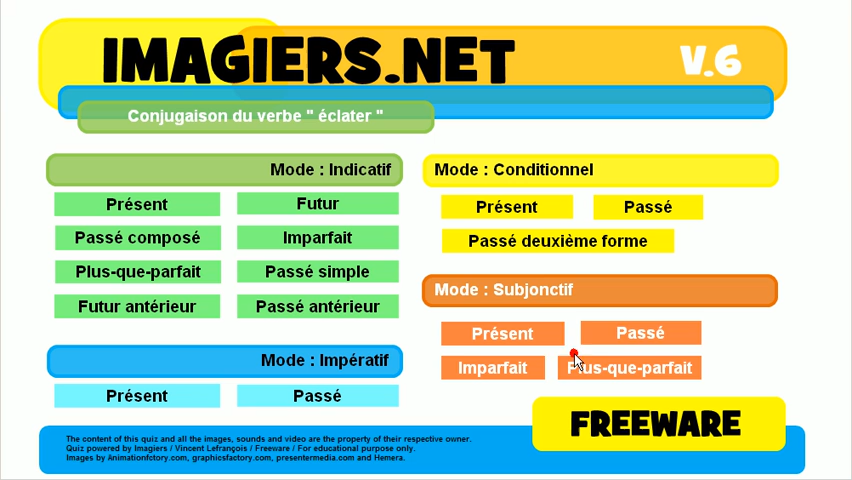 IMAGIERS.NET
V.6
Conjugaison du verbe " éclater "
Mode : Indicatif
Présent
Futur
Passé composé
Imparfait
Plus-que-parfait
Passé simple
Futur antérieur
Passé antérieur
Mode : Impératif
Présent
Passé
Mode : Conditionnel
Présent
Passé
Passé deuxième forme
Mode : Subjonctif
Présent
Passé
Imparfait
Plus-que-parfait
FREEWARE
The content of this quiz and all the images, sounds and video are the property of their respective owner.
Quiz powered by Imagiers / Vincent Lefrançois / Freeware / For educational purpose only.
Images by Animationfctory.com, graphicsfactory.com, presentermedia.com and Hemera.